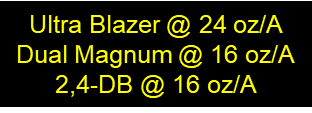 Ultra Blazer @ 24 oz/A
Dual Magnum @ 16 oz/A
2,4-DB @ 16 oz/A